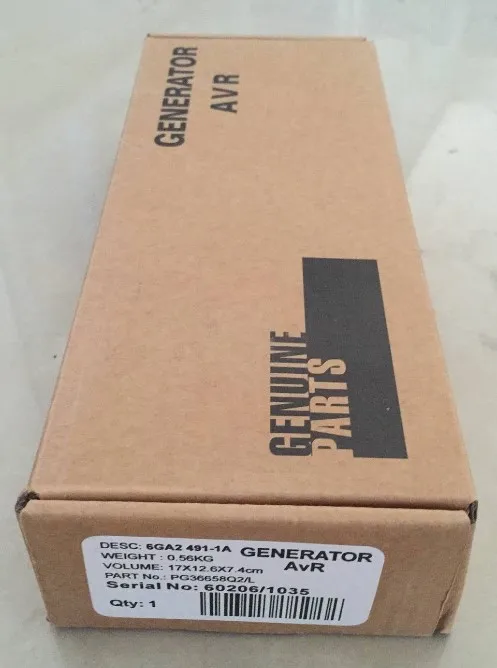 GENERATOR
AVR
GENUINE
PARTS
DESC: 6GA2 491-1A
GENERATOR
WEIGHT : 0.56KG
AvR
VOLUME: 17X12.6X7.4cm
PART No.: PG36658Q2/L
Serial No: 60206/1035
Qty: 1